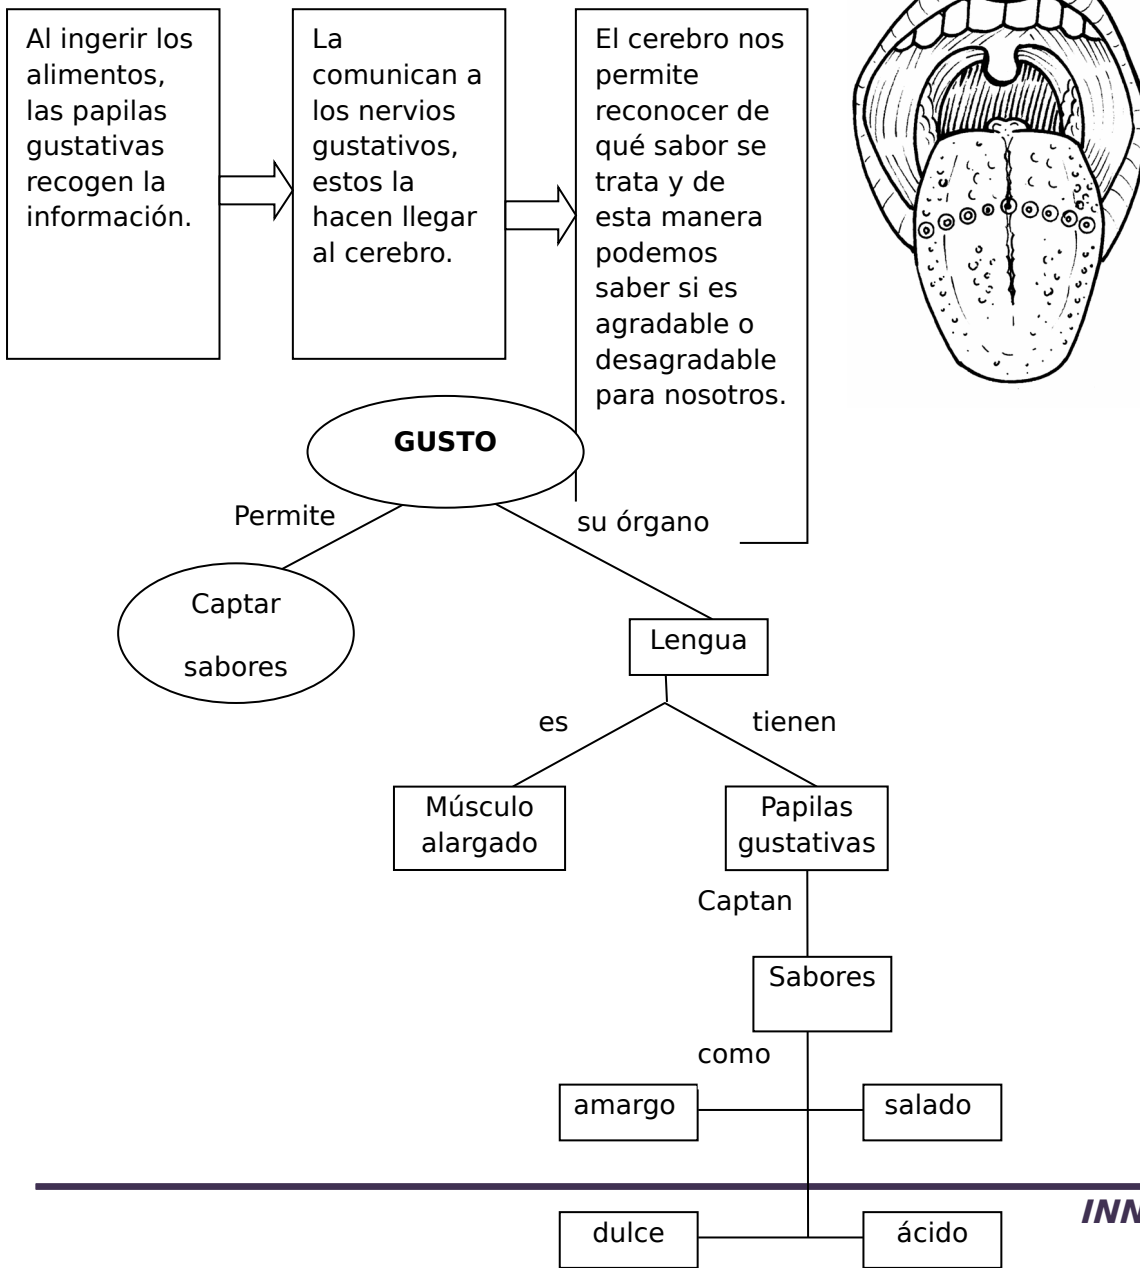 Al ingerir los
alimentos,
las papilas
gustativas
recogen la
información.
La
comunican a
los nervios
gustativos,
estos la
hacen llegar
al cerebro.
El cerebro nos
permite
reconocer de
qué sabor se
trata y de
esta manera
podemos
saber si es
agradable o
desagradable
para nosotros.
GUSTO
Permite
su órgano
Captar
sabores
Lengua
es
tienen
Músculo
alargado
Papilas
gustativas
Captan
Sabores
como
amargo
salado
INN
dulce
ácido